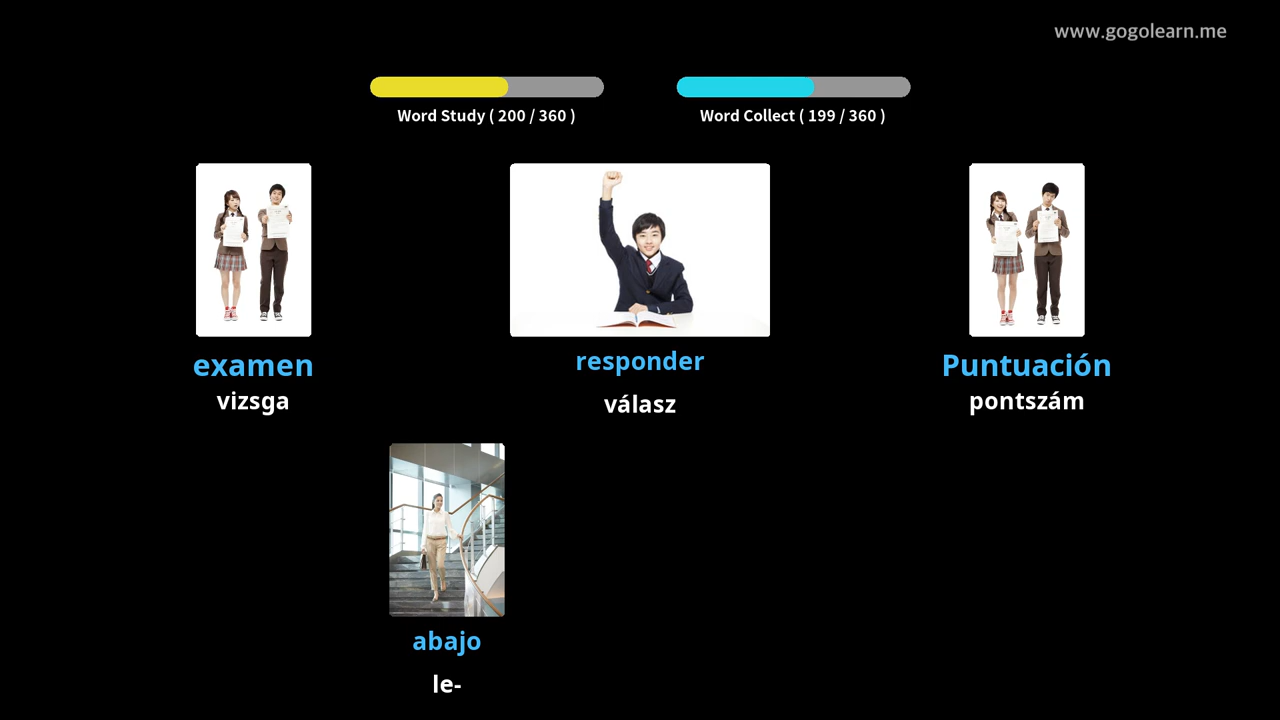 www.gogolearn.me
Word Study ( 200 / 360 )
Word Collect ( 199 / 360 )
examen
vizsga
responder
válasz
Puntuación
pontszám
abajo
le-